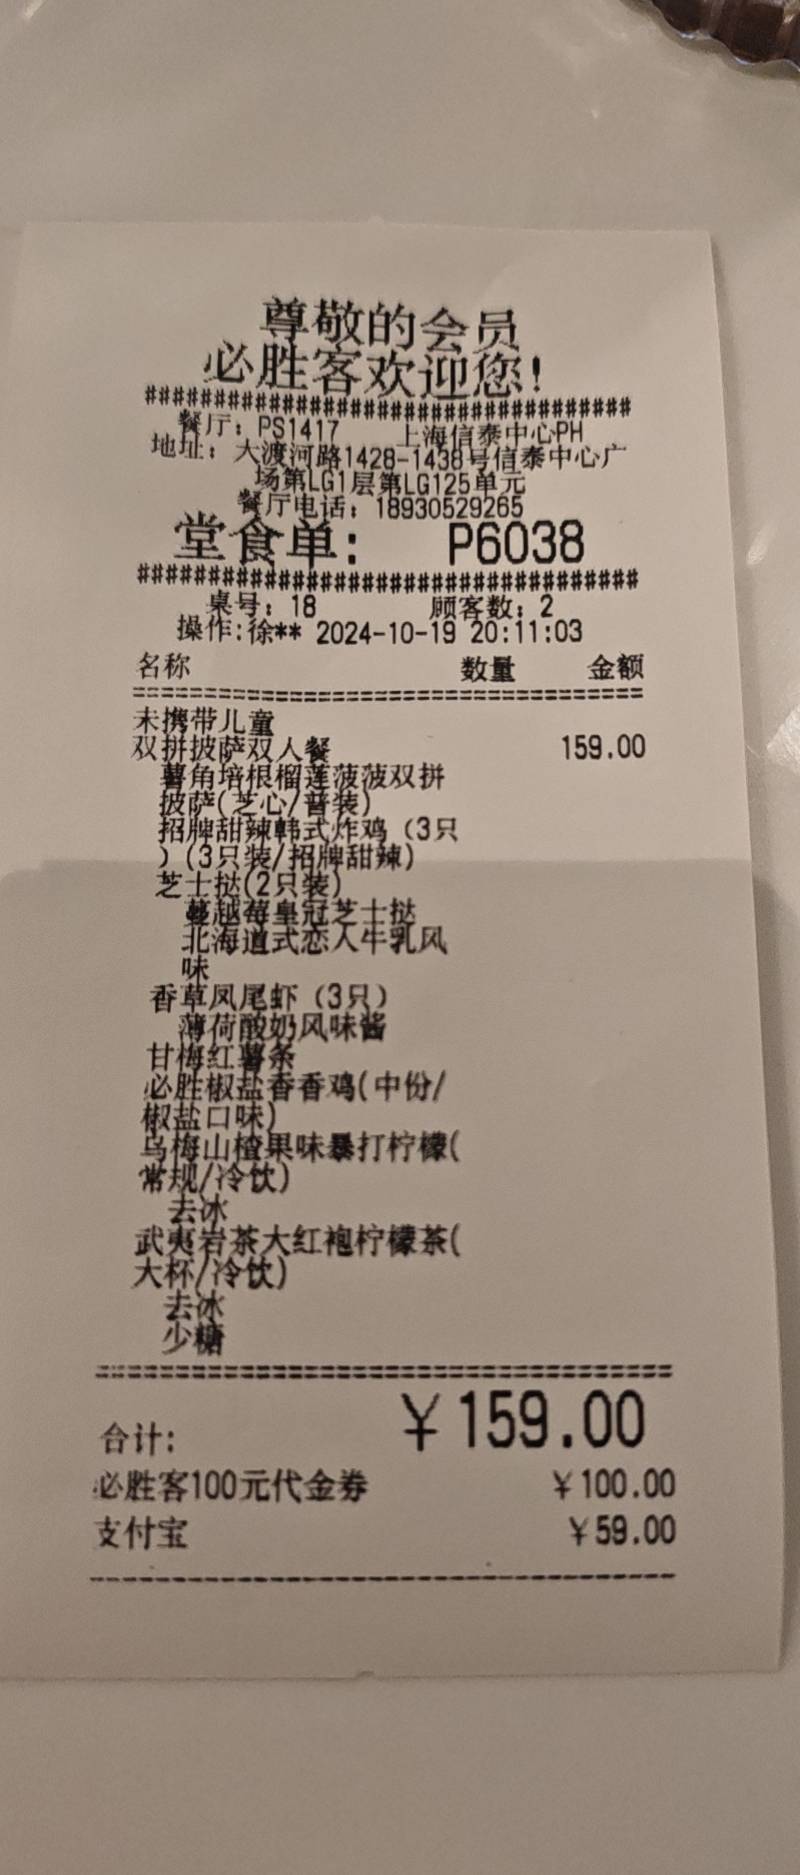 尊敬的会员
必胜客欢迎您!
##################################
餐厅: PS1417 上海信泰中心PH
地址: 大渡河路1428-1438号信泰中心广
场第LG1层第LG125单元
餐厅电话: 18930529265
堂食单: P6038
###################################
桌号: 18 顾客数: 2
操作:徐** 2024-10-19 20:11:03
名称 数量 金额
===================================
未携带儿童
双拼披萨双人餐 159.00
薯角培根榴莲菠菠双拼
披萨(芝心/普装)
招牌甜辣韩式炸鸡（3只
）(3只装/招牌甜辣)
芝士挞(2只装)
蔓越莓皇冠芝士挞
北海道式恋人牛乳风
味
香草凤尾虾（3只）
薄荷酸奶风味酱
甘梅红薯条
必胜椒盐香香鸡(中份/
椒盐口味)
乌梅山楂果味暴打柠檬(
常规/冷饮)
去冰
武夷岩茶大红袍柠檬茶(
大杯/冷饮)
去冰
少糖
===================================
合计: ￥159.00
必胜客100元代金券 ￥100.00
支付宝 ￥59.00
-----------------------------------